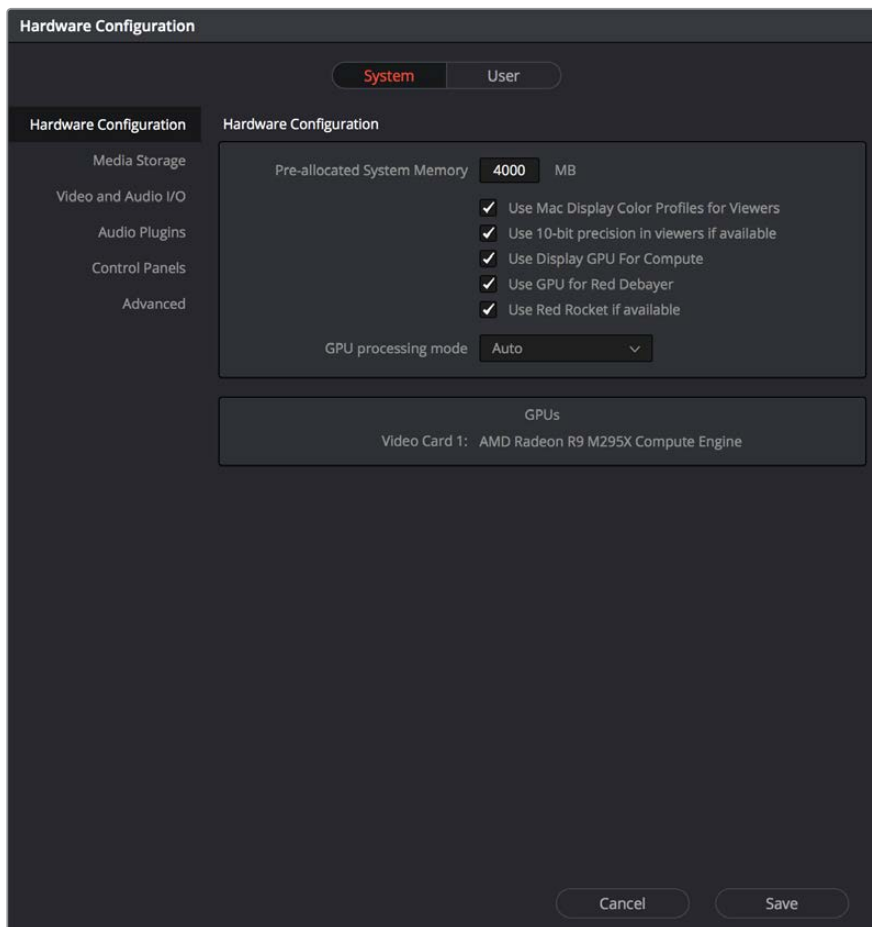 Hardware Configuration
System User
Hardware Configuration
Media Storage
Video and Audio I/O
Audio Plugins
Control Panels
Advanced
Hardware Configuration
Pre-allocated System Memory 4000 MB
Use Mac Display Color Profiles for Viewers
Use 10-bit precision in viewers if available
Use Display GPU For Compute
Use GPU for Red Debayer
Use Red Rocket if available
GPU processing mode Auto
GPUs
Video Card 1: AMD Radeon R9 M295X Compute Engine
Cancel Save